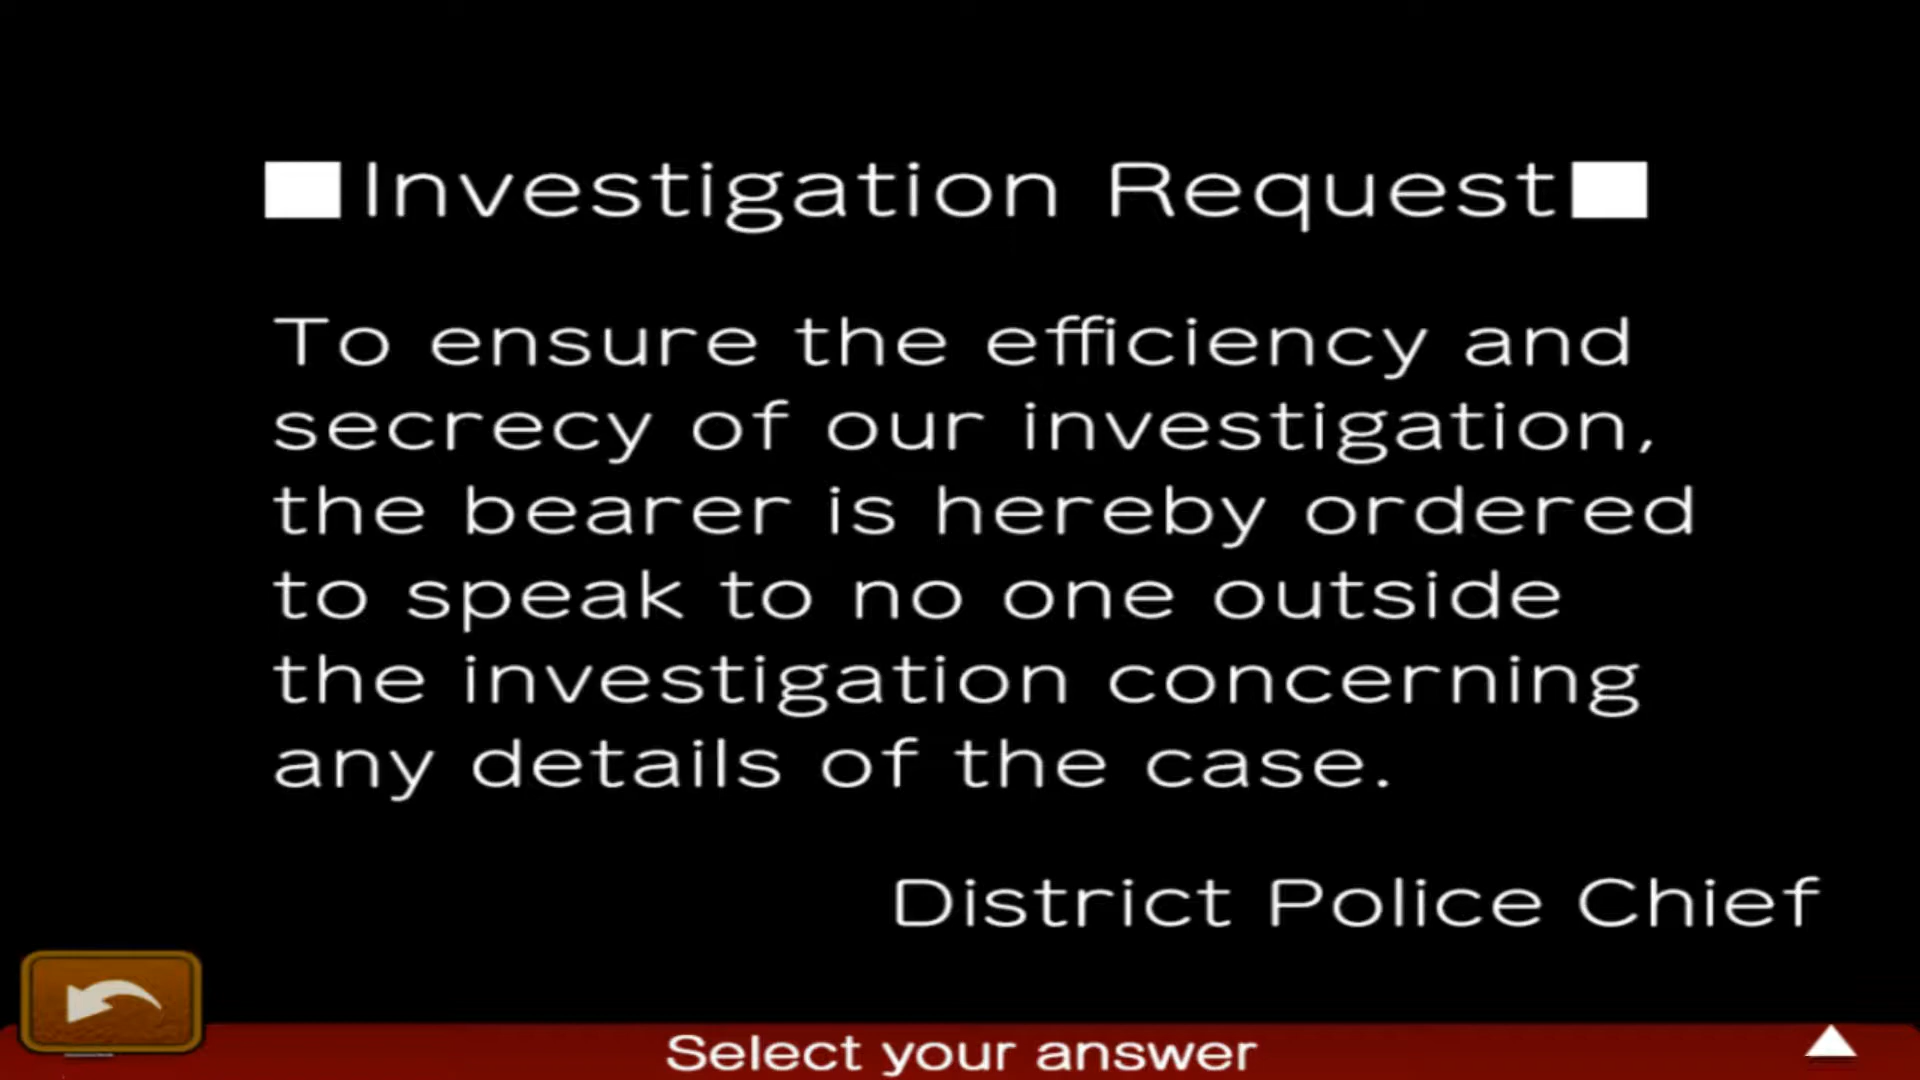 ■Investigation Request■
To ensure the efficiency and
secrecy of our investigation,
the bearer is hereby ordered
to speak to no one outside
the investigation concerning
any details of the case.
District Police Chief
Select your answer